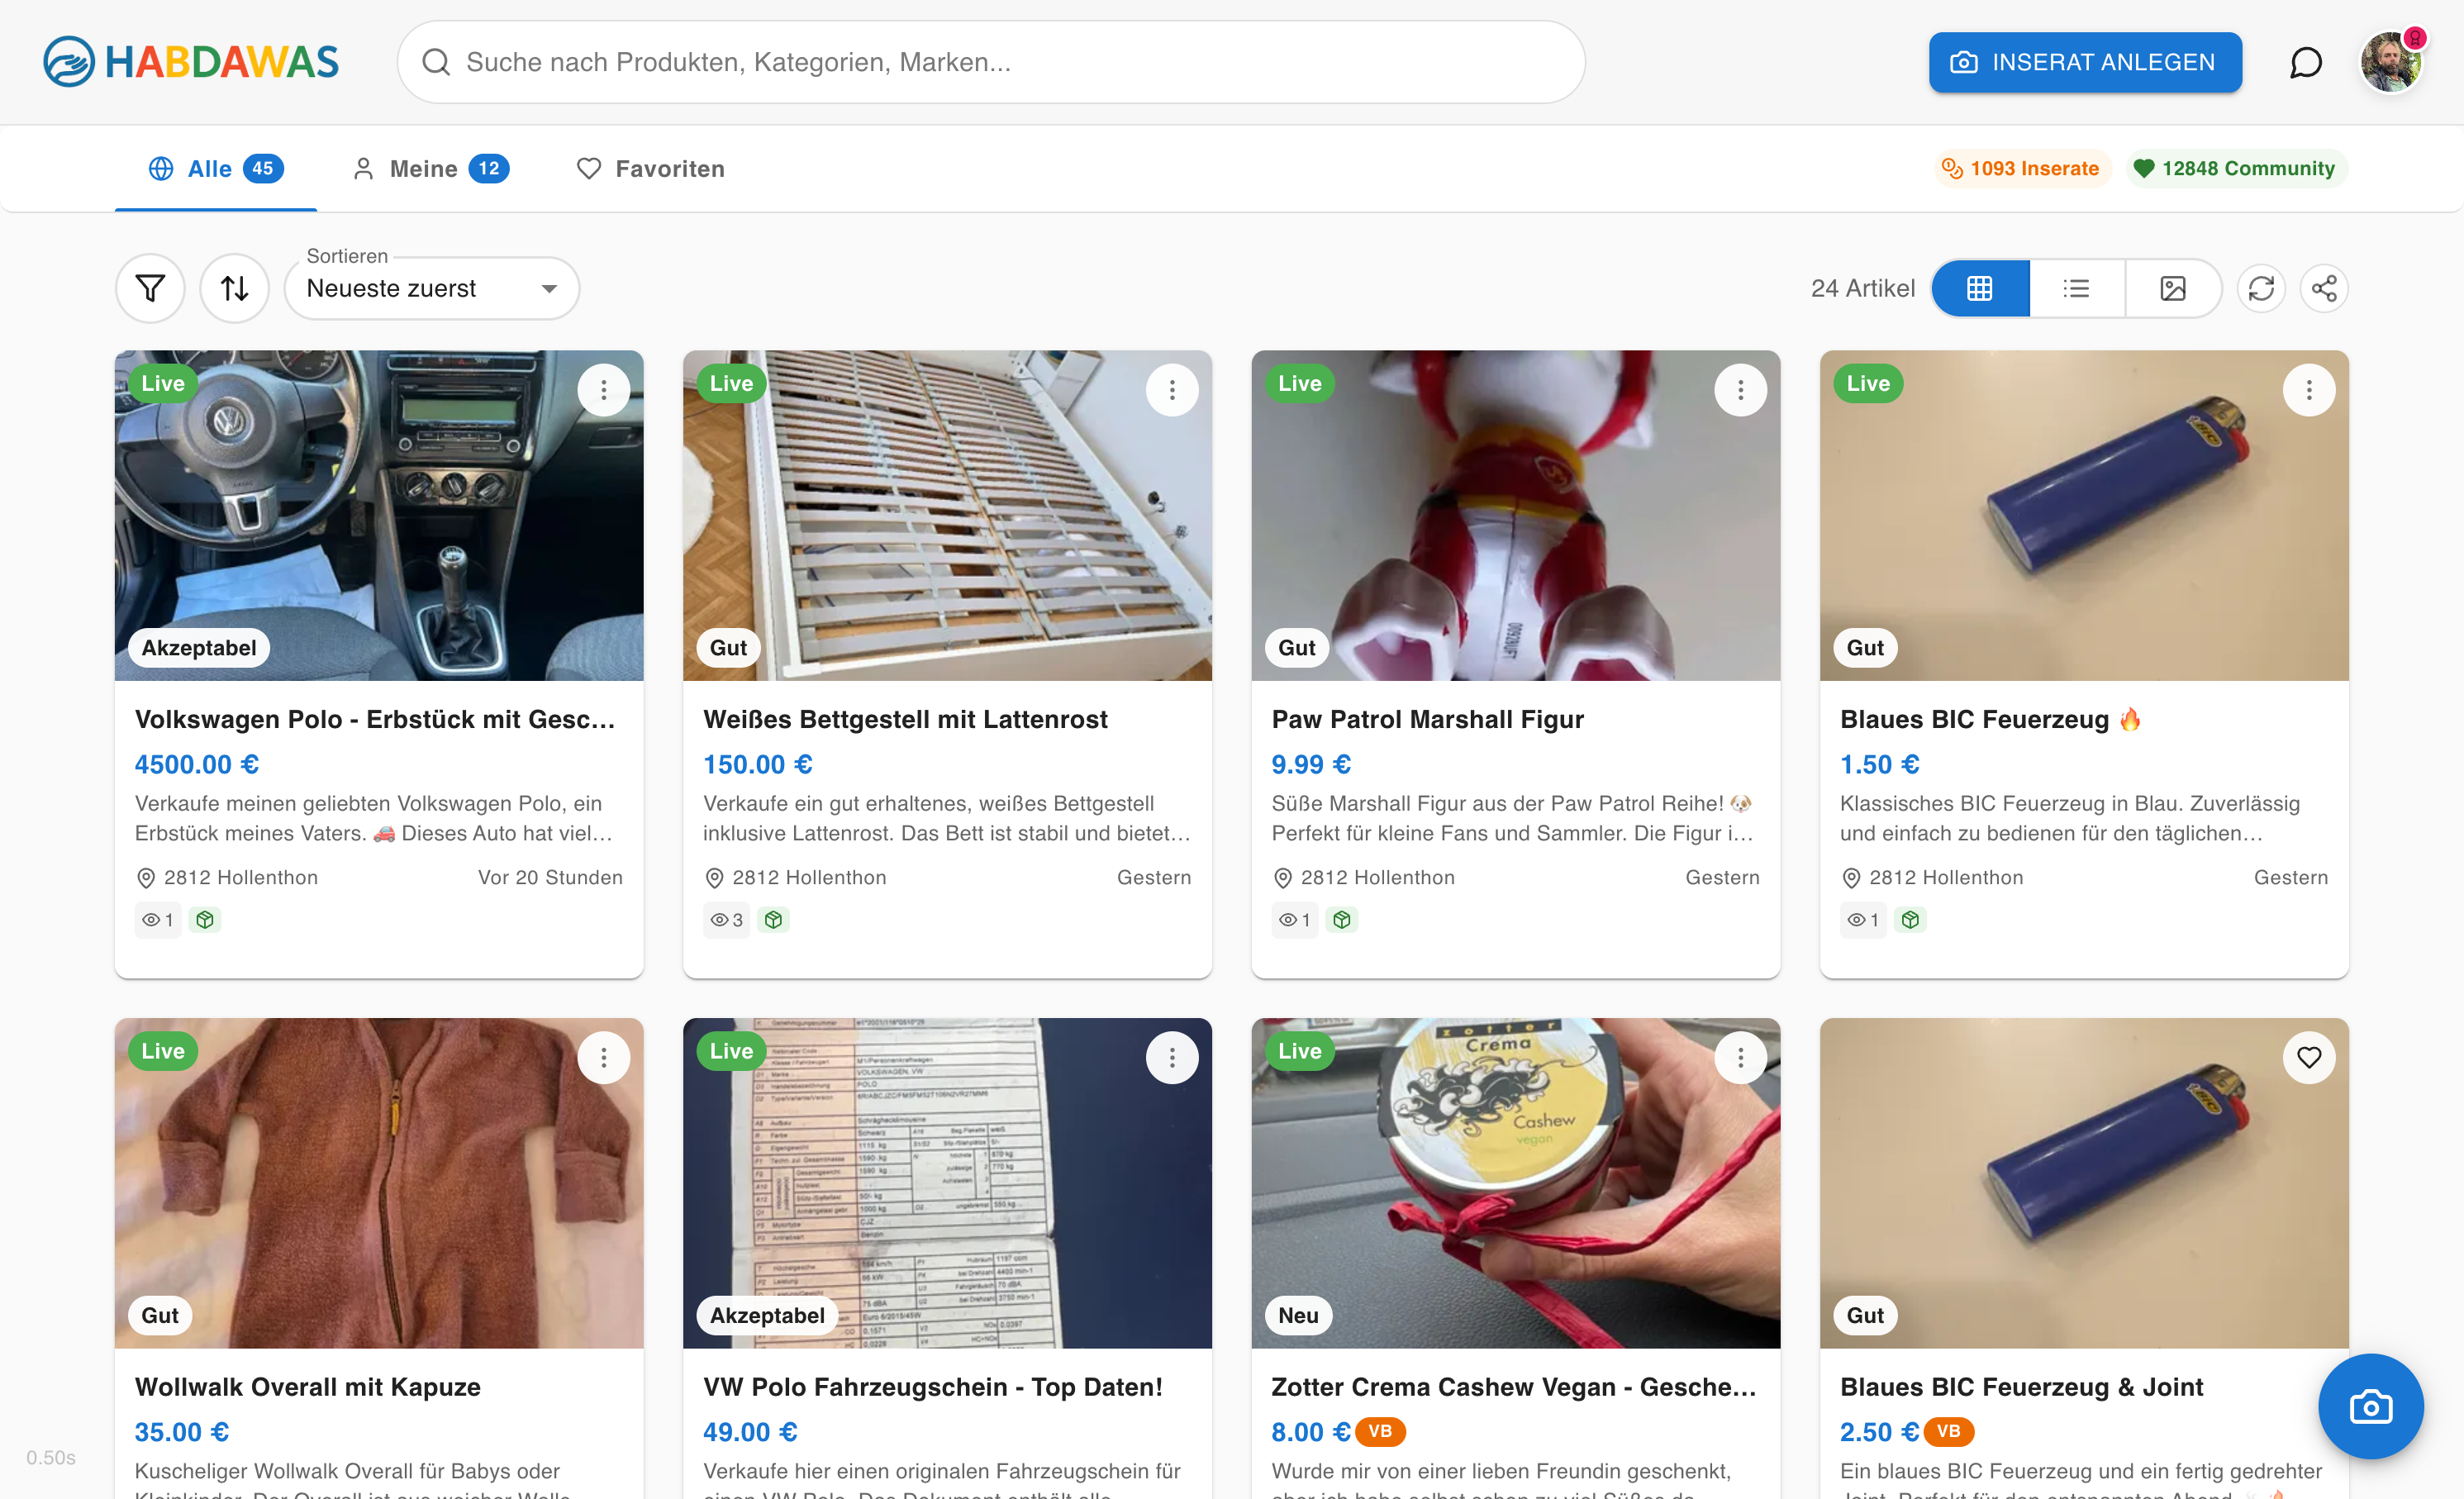 HABDAWAS
Suche nach Produkten, Kategorien, Marken...
INSERAT ANLEGEN
Alle 45
Meine 12
Favoriten
1093 Inserate
12848 Community
Sortieren
Neueste zuerst
24 Artikel
Live
Akzeptabel
Volkswagen Polo - Erbstück mit Gesc...
4500.00 €
Verkaufe meinen geliebten Volkswagen Polo, ein
Erbstück meines Vaters. 🚗 Dieses Auto hat viel...
2812 Hollenthon
Vor 20 Stunden
1
Live
Gut
Weißes Bettgestell mit Lattenrost
150.00 €
Verkaufe ein gut erhaltenes, weißes Bettgestell
inklusive Lattenrost. Das Bett ist stabil und bietet...
2812 Hollenthon
Gestern
3
Live
Gut
Paw Patrol Marshall Figur
9.99 €
Süße Marshall Figur aus der Paw Patrol Reihe! 🐶
Perfekt für kleine Fans und Sammler. Die Figur i...
2812 Hollenthon
Gestern
1
Live
BIC
Gut
Blaues BIC Feuerzeug 🔥
1.50 €
Klassisches BIC Feuerzeug in Blau. Zuverlässig
und einfach zu bedienen für den täglichen...
2812 Hollenthon
Gestern
1
Live
Gut
Wollwalk Overall mit Kapuze
35.00 €
Kuscheliger Wollwalk Overall für Babys oder
Live
VOLKSWAGEN, VW
POLO
Akzeptabel
VW Polo Fahrzeugschein - Top Daten!
49.00 €
Verkaufe hier einen originalen Fahrzeugschein für
Live
zotter
Crema
Cashew
vegan
Neu
Zotter Crema Cashew Vegan - Gesche...
8.00 € VB
Wurde mir von einer lieben Freundin geschenkt,
BIC
Gut
Blaues BIC Feuerzeug & Joint
2.50 € VB
Ein blaues BIC Feuerzeug und ein fertig gedrehter
0.50s